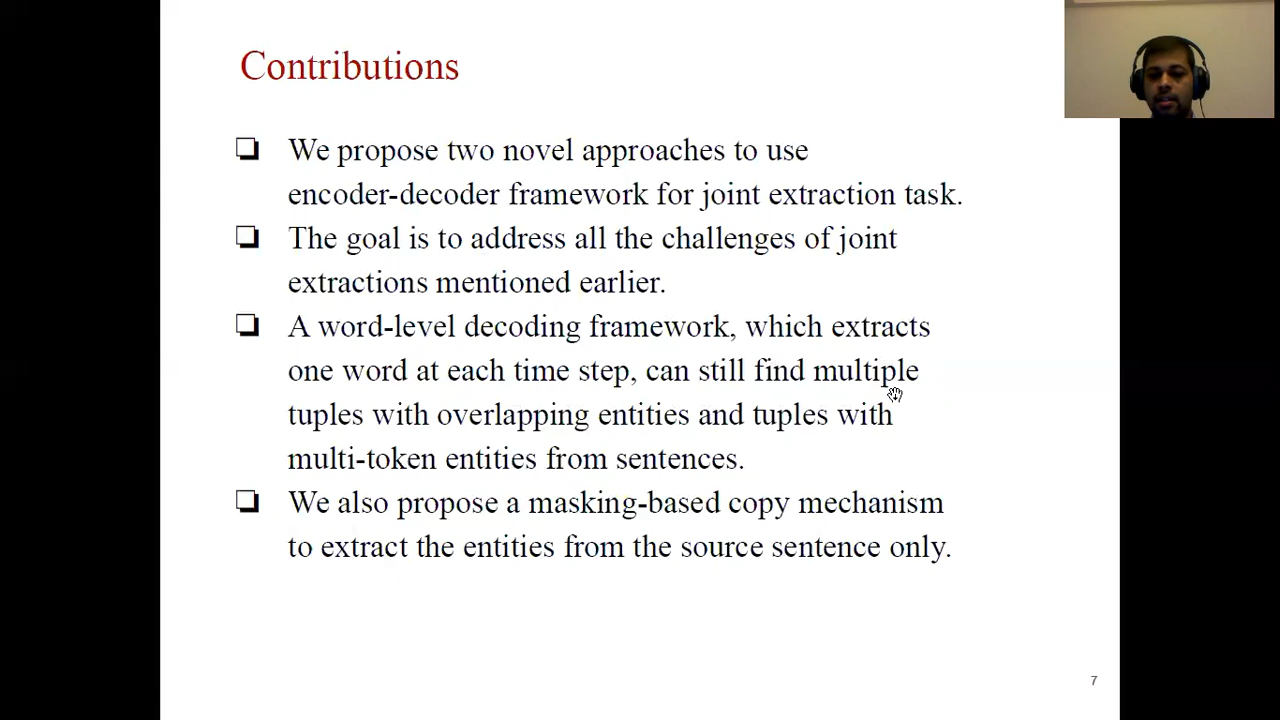 Contributions
❏ We propose two novel approaches to use
encoder-decoder framework for joint extraction task.
❏ The goal is to address all the challenges of joint
extractions mentioned earlier.
❏ A word-level decoding framework, which extracts
one word at each time step, can still find multiple
tuples with overlapping entities and tuples with
multi-token entities from sentences.
❏ We also propose a masking-based copy mechanism
to extract the entities from the source sentence only.
7